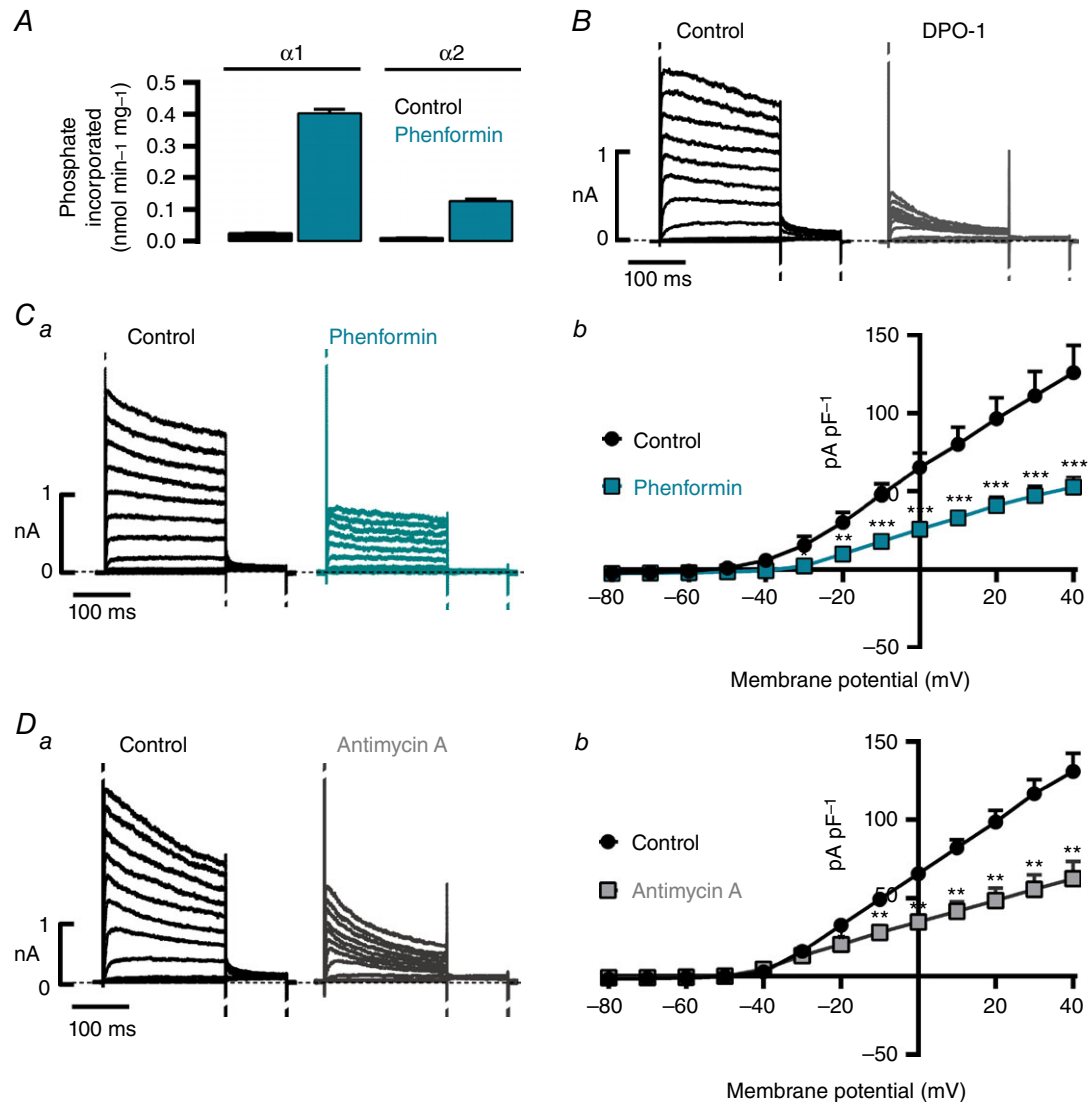 A
α1
α2
Phosphate
incorporated
(nmol min–1 mg–1)
0.5
0.4
0.3
0.2
0.1
0.0
Control
Phenformin
B
Control
DPO-1
1
nA
0
100 ms
C
a
Control
Phenformin
1
nA
0
100 ms
b
150
100
50
–50
pA pF–1
Control
Phenformin
*
**
***
***
***
***
***
***
–80
–60
–40
–20
20
40
Membrane potential (mV)
D
a
Control
Antimycin A
1
nA
0
100 ms
b
150
100
50
–50
pA pF–1
Control
Antimycin A
*
**
**
**
**
**
**
–80
–60
–40
–20
20
40
Membrane potential (mV)